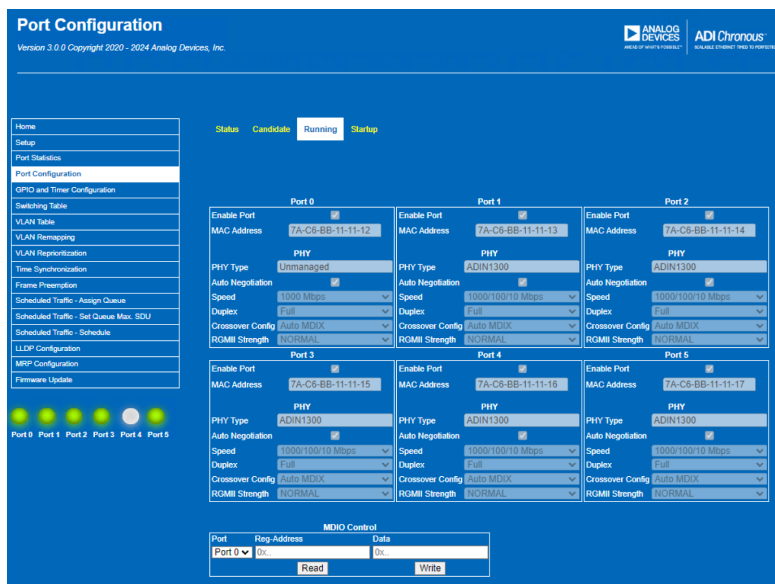 Port Configuration
Version 3.0.0 Copyright 2020 - 2024 Analog Devices, Inc.
ANALOG DEVICES
AHEAD OF WHAT'S POSSIBLE™
ADI Chronous™
SCALABLE ETHERNET TIMED TO PERFECTION
Home
Setup
Port Statistics
Port Configuration
GPIO and Timer Configuration
Switching Table
VLAN Table
VLAN Remapping
VLAN Reprioritization
Time Synchronization
Frame Preemption
Scheduled Traffic - Assign Queue
Scheduled Traffic - Set Queue Max. SDU
Scheduled Traffic - Schedule
LLDP Configuration
MRP Configuration
Firmware Update
Port 0 Port 1 Port 2 Port 3 Port 4 Port 5
Status Candidate Running Startup
Port 0
Enable Port
MAC Address 7A-C6-BB-11-11-12
PHY
PHY Type Unmanaged
Auto Negotiation
Speed 1000 Mbps
Duplex Full
Crossover Config Auto MDIX
RGMII Strength NORMAL
Port 1
Enable Port
MAC Address 7A-C6-BB-11-11-13
PHY
PHY Type ADIN1300
Auto Negotiation
Speed 1000/100/10 Mbps
Duplex Full
Crossover Config Auto MDIX
RGMII Strength NORMAL
Port 2
Enable Port
MAC Address 7A-C6-BB-11-11-14
PHY
PHY Type ADIN1300
Auto Negotiation
Speed 1000/100/10 Mbps
Duplex Full
Crossover Config Auto MDIX
RGMII Strength NORMAL
Port 3
Enable Port
MAC Address 7A-C6-BB-11-11-15
PHY
PHY Type ADIN1300
Auto Negotiation
Speed 1000/100/10 Mbps
Duplex Full
Crossover Config Auto MDIX
RGMII Strength NORMAL
Port 4
Enable Port
MAC Address 7A-C6-BB-11-11-16
PHY
PHY Type ADIN1300
Auto Negotiation
Speed 1000/100/10 Mbps
Duplex Full
Crossover Config Auto MDIX
RGMII Strength NORMAL
Port 5
Enable Port
MAC Address 7A-C6-BB-11-11-17
PHY
PHY Type ADIN1300
Auto Negotiation
Speed 1000/100/10 Mbps
Duplex Full
Crossover Config Auto MDIX
RGMII Strength NORMAL
MDIO Control
Port Reg-Address Data
Port 0 0x.. 0x..
Read Write